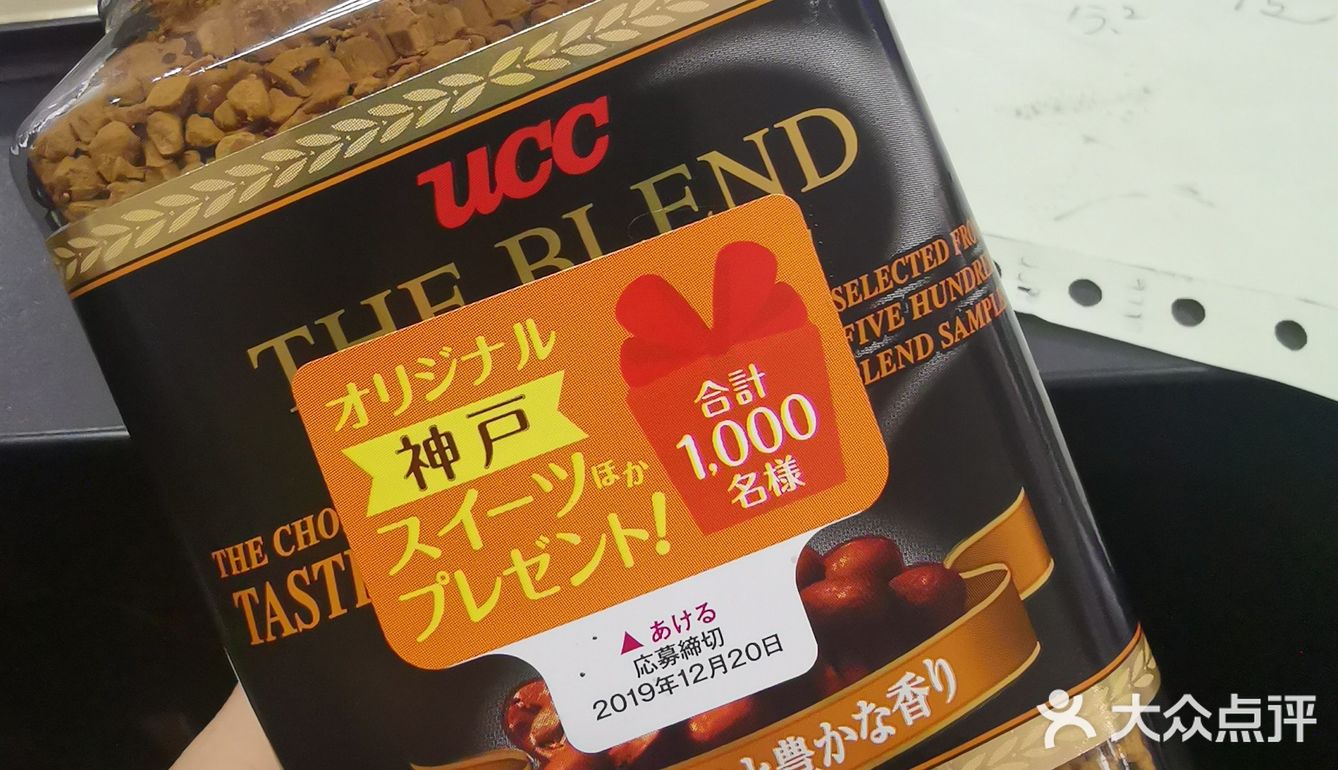 UCC
THE BLEND
SELECTED FRO
FIVE HUNDRE
LEND SAMPLE
オリジナル
神戸
スイーツほか
プレゼント!
合計
1,000
名様
THE CHO
TAST
▲あける
応募締切
2019年12月20日
豊かな香り
大众点评